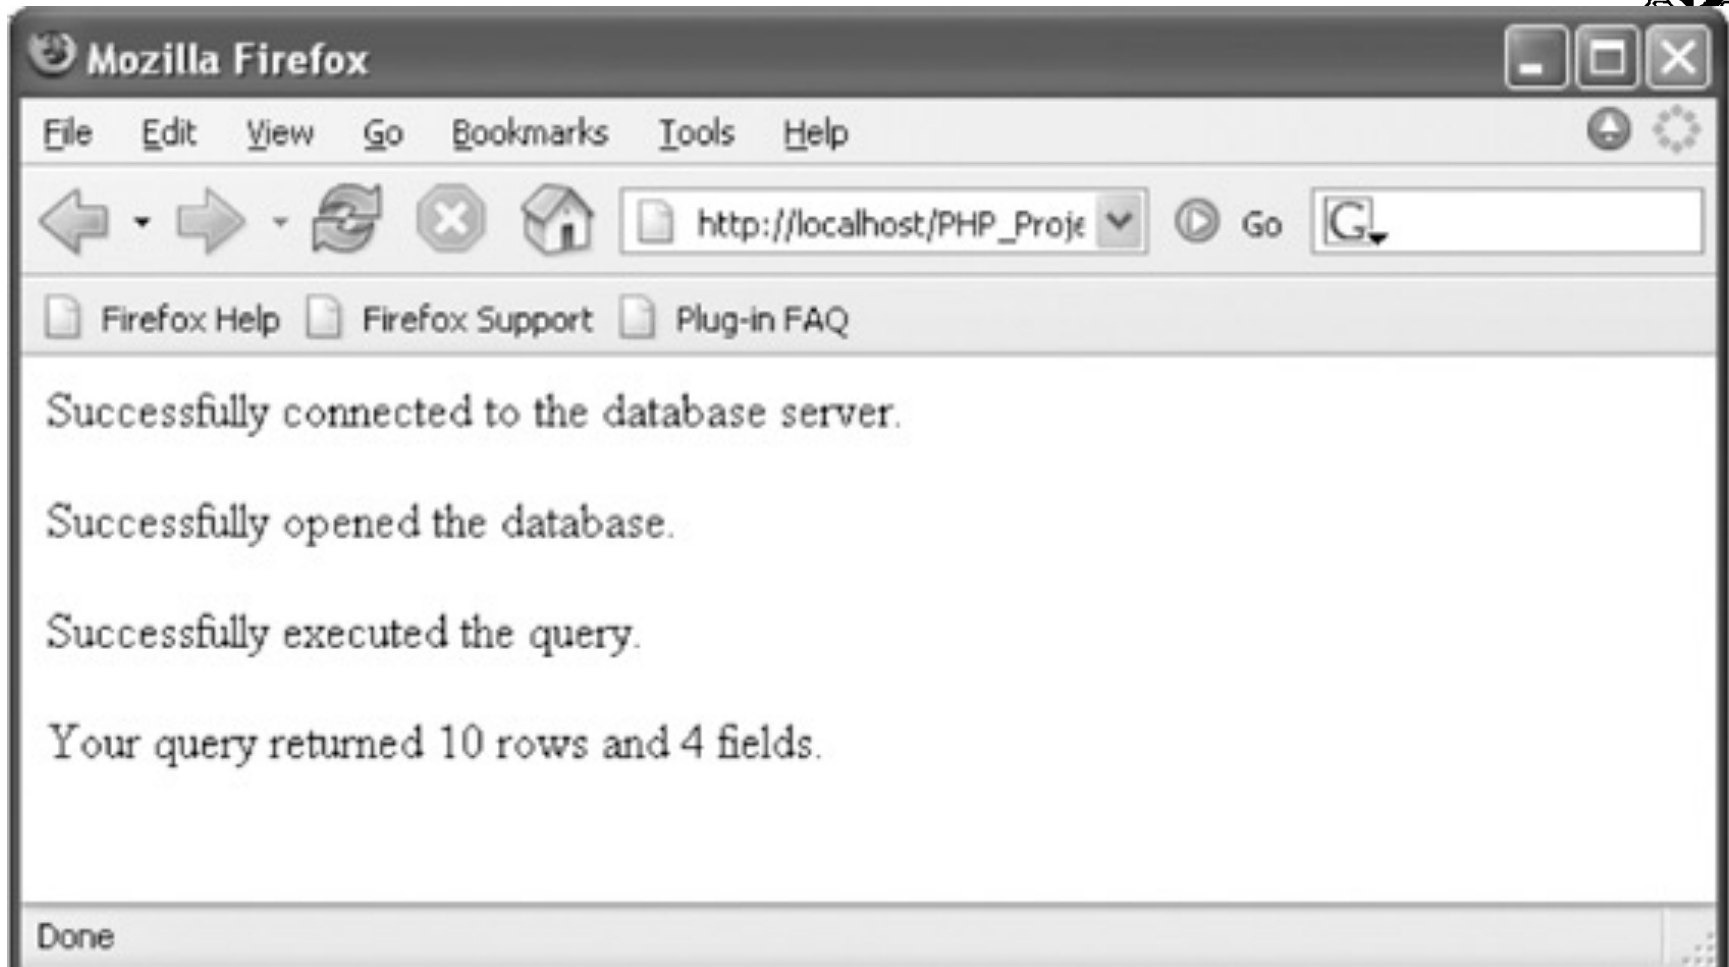 Mozilla Firefox
File Edit View Go Bookmarks Tools Help
http://localhost/PHP_Proje Go G
Firefox Help Firefox Support Plug-in FAQ
Successfully connected to the database server.
Successfully opened the database.
Successfully executed the query.
Your query returned 10 rows and 4 fields.
Done